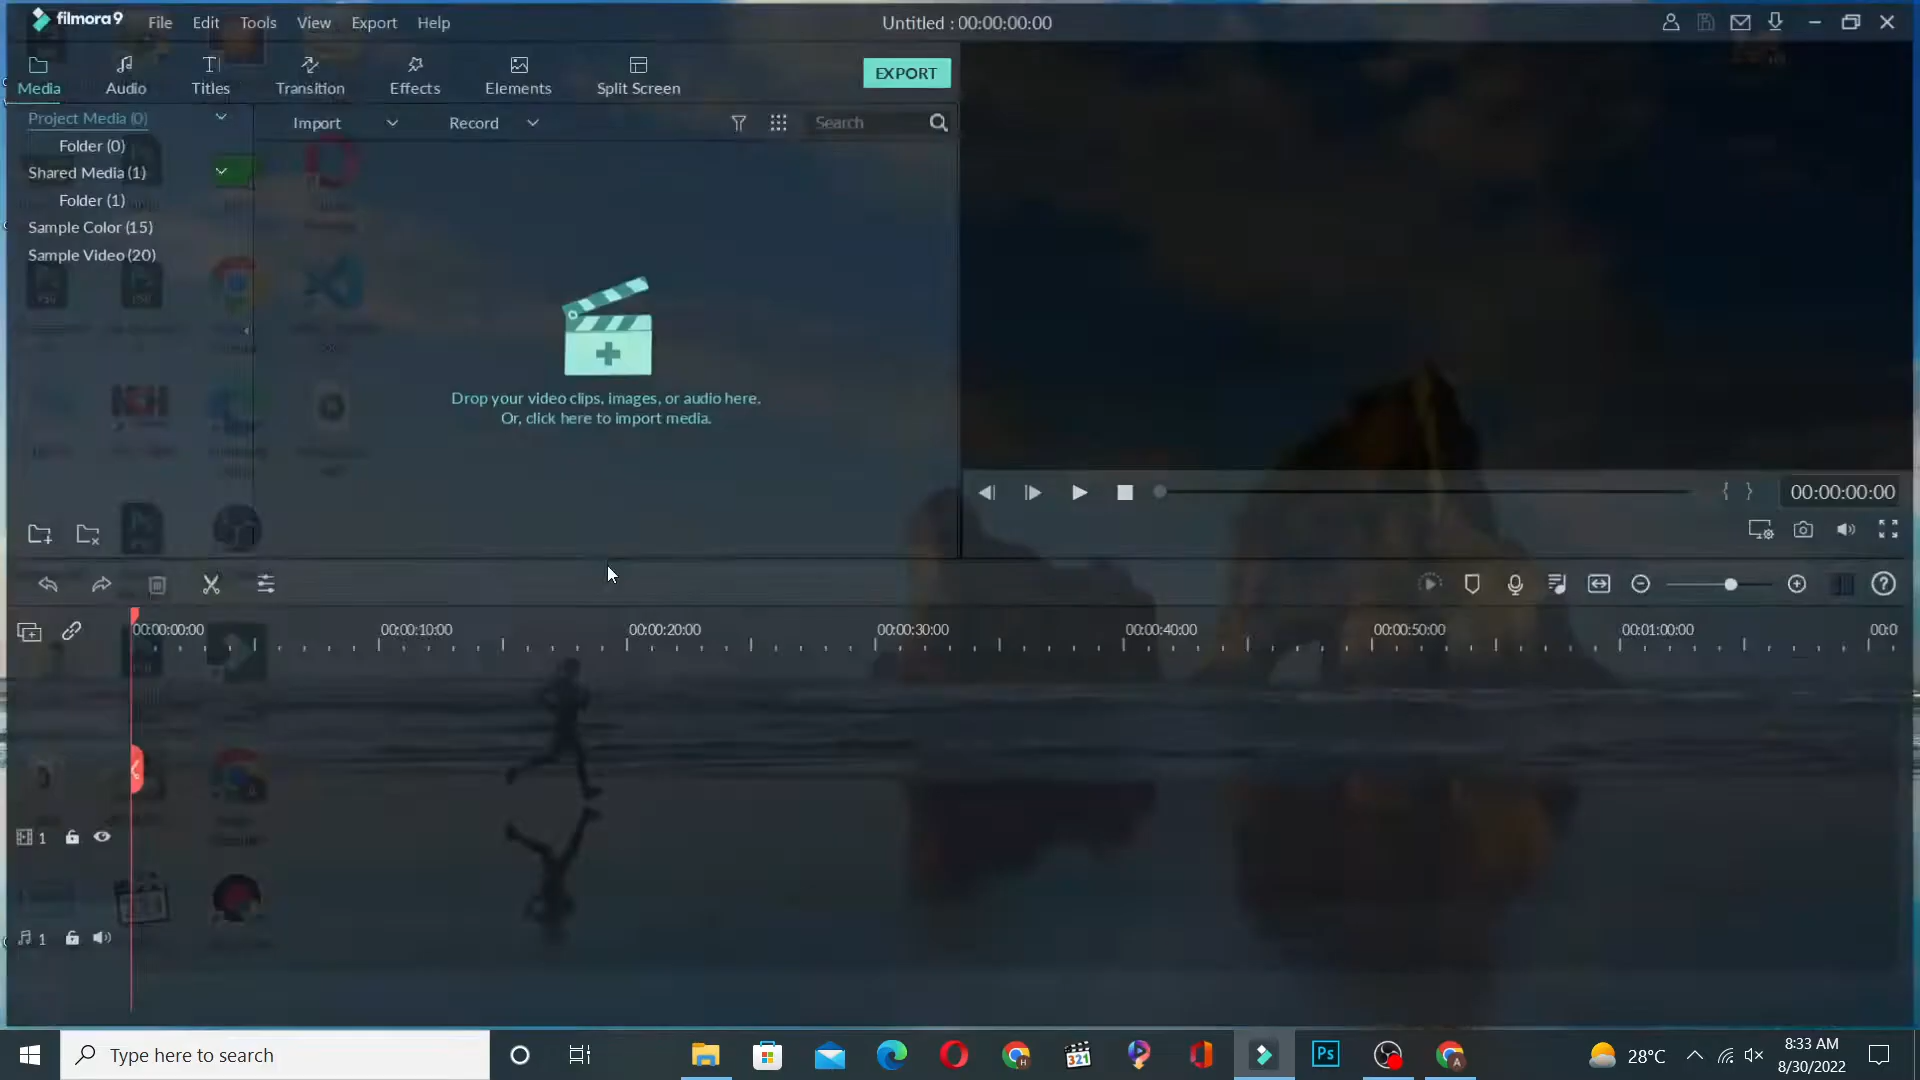 filmora9 File Edit Tools View Export Help Untitled : 00:00:00:00
Media Audio Titles Transition Effects Elements Split Screen EXPORT
Project Media (0)
Folder (0)
Shared Media (1)
Folder (1)
Sample Color (15)
Sample Video (20)
Import Record Search
Drop your video clips, images, or audio here.
Or, click here to import media.
{ } 00:00:00:00
00:00:00:00 00:00:10:00 00:00:20:00 00:00:30:00 00:00:40:00 00:00:50:00 00:01:00:00 00:0
1
1
Type here to search
321
Ps
H
A
28°C
8:33 AM
8/30/2022